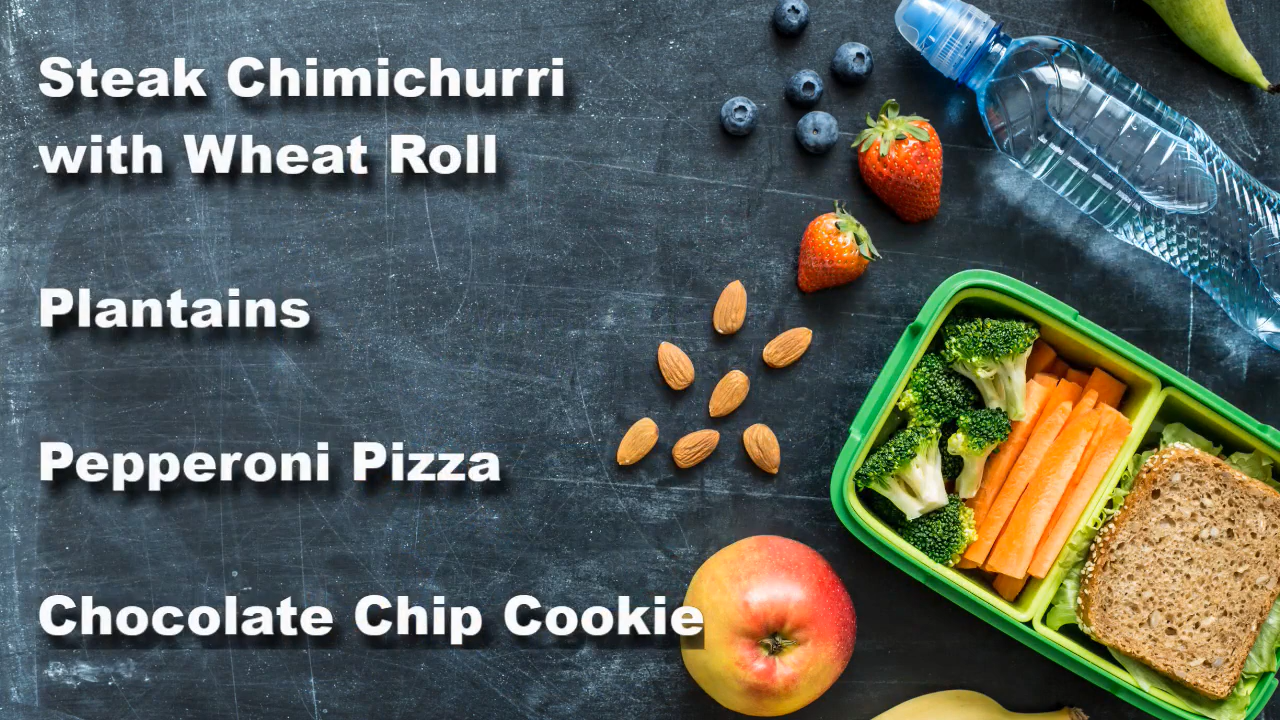 Steak Chimichurri
with Wheat Roll
Plantains
Pepperoni Pizza
Chocolate Chip Cookie